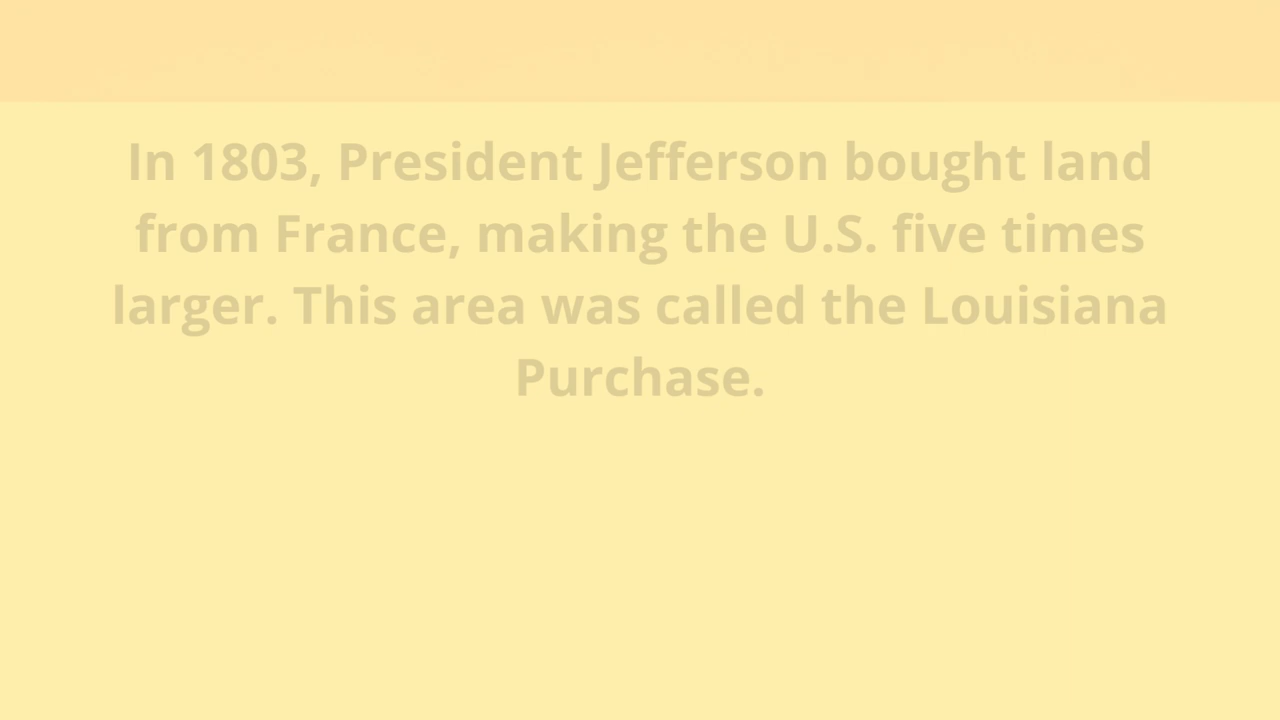 In 1803, President Jefferson bought land
from France, making the U.S. five times
larger. This area was called the Louisiana
Purchase.